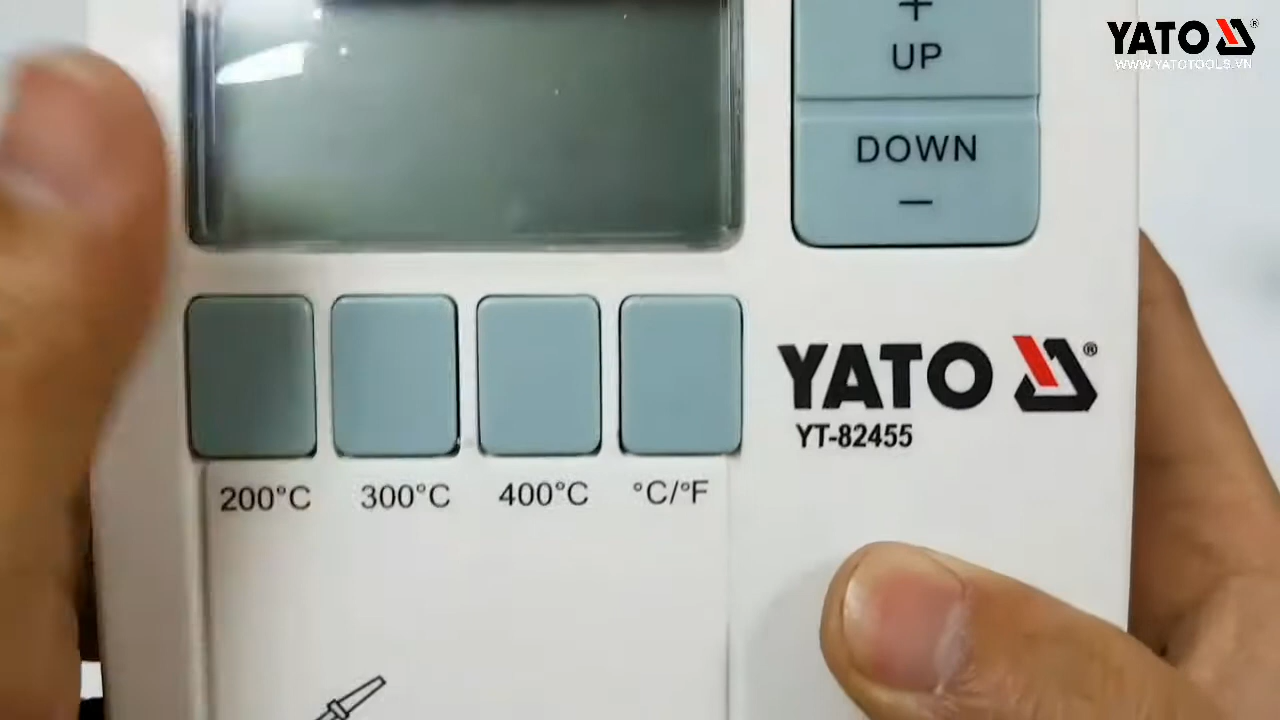 YATO ®
WWW.YATOTOOLS.VN
+
UP
DOWN
−
YATO ®
YT-82455
200°C 300°C 400°C °C/°F